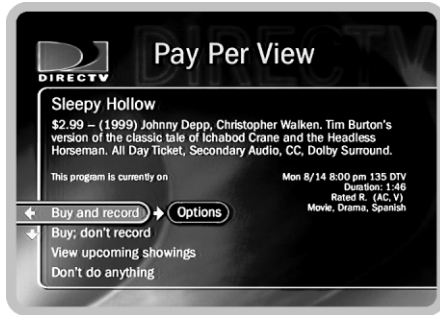 DIRECTV
Pay Per View
Sleepy Hollow
$2.99 – (1999) Johnny Depp, Christopher Walken. Tim Burton's
version of the classic tale of Ichabod Crane and the Headless
Horseman. All Day Ticket, Secondary Audio, CC, Dolby Surround.
This program is currently on
Mon 8/14 8:00 pm 135 DTV
Duration: 1:46
Rated R. (AC, V)
Movie, Drama, Spanish
Buy and record
Options
Buy; don't record
View upcoming showings
Don't do anything